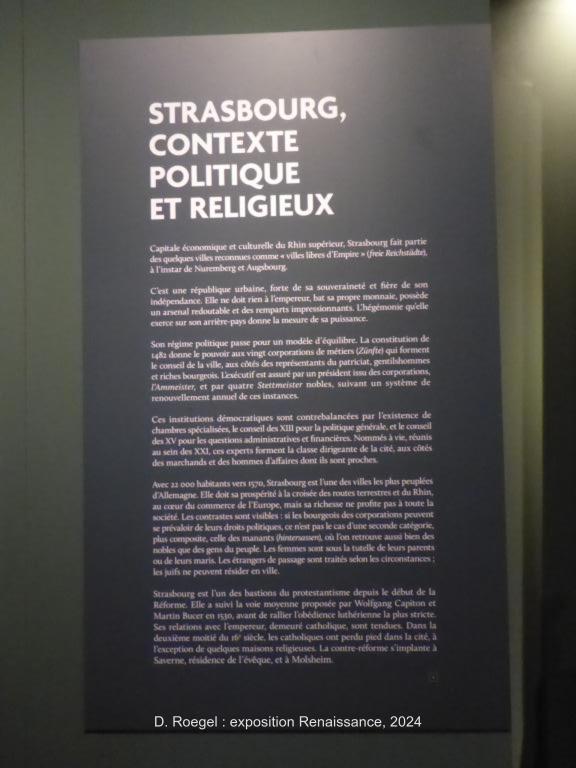 STRASBOURG,
CONTEXTE
POLITIQUE
ET RELIGIEUX
Capitale économique et culturelle du Rhin supérieur, Strasbourg fait partie
des quelques villes reconnues comme « villes libres d'Empire » (freie Reichstädte),
à l'instar de Nuremberg et Augsbourg.
C'est une république urbaine, forte de sa souveraineté et fière de son
indépendance. Elle ne doit rien à l'empereur, bat sa propre monnaie, possède
un arsenal redoutable et des remparts impressionnants. L'hégémonie qu'elle
exerce sur son arrière-pays donne la mesure de sa puissance.
Son régime politique passe pour un modèle d'équilibre. La constitution de
1482 donne le pouvoir aux vingt corporations de métiers (Zünfte) qui forment
le conseil de la ville, aux côtés des représentants du patriciat, gentilshommes
et riches bourgeois. L'exécutif est assuré par un président issu des corporations,
l'Ammeister, et par quatre Stettmeister nobles, suivant un système de
renouvellement annuel de ces instances.
Ces institutions démocratiques sont contrebalancées par l'existence de
chambres spécialisées, le conseil des XIII pour la politique générale, et le conseil
des XV pour les questions administratives et financières. Nommés à vie, réunis
au sein des XXI, ces experts forment la classe dirigeante de la cité, aux côtés
des marchands et des hommes d'affaires dont ils sont proches.
Avec 22 000 habitants vers 1570, Strasbourg est l'une des villes les plus peuplées
d'Allemagne. Elle doit sa prospérité à la croisée des routes terrestres et du Rhin,
au cœur du commerce de l'Europe, mais sa richesse ne profite pas à toute la
société. Les contrastes sont visibles : si les bourgeois des corporations peuvent
se prévaloir de leurs droits politiques, ce n'est pas le cas d'une seconde catégorie,
plus composite, celle des manants (hintersassen), où l'on retrouve aussi bien des
nobles que des gens du peuple. Les femmes sont sous la tutelle de leurs parents
ou de leurs maris. Les étrangers de passage sont traités selon les circonstances ;
les juifs ne peuvent résider en ville.
Strasbourg est l'un des bastions du protestantisme depuis le début de la
Réforme. Elle a suivi la voie moyenne proposée par Wolfgang Capiton et
Martin Bucer en 1530, avant de rallier l'obédience luthérienne la plus stricte.
Ses relations avec l'empereur, demeuré catholique, sont tendues. Dans la
deuxième moitié du 16e siècle, les catholiques ont perdu pied dans la cité, à
l'exception de quelques maisons religieuses. La contre-réforme s'implante à
Saverne, résidence de l'évêque, et à Molsheim.
D. Roegel : exposition Renaissance, 2024